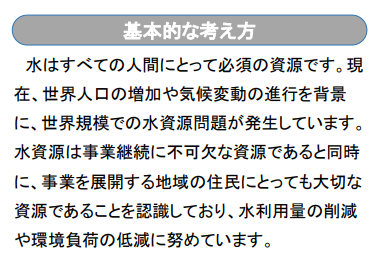 基本的な考え方
水はすべての人間にとって必須の資源です。現
在、世界人口の増加や気候変動の進行を背景
に、世界規模での水資源問題が発生しています。
水資源は事業継続に不可欠な資源であると同時
に、事業を展開する地域の住民にとっても大切な
資源であることを認識しており、水利用量の削減
や環境負荷の低減に努めています。